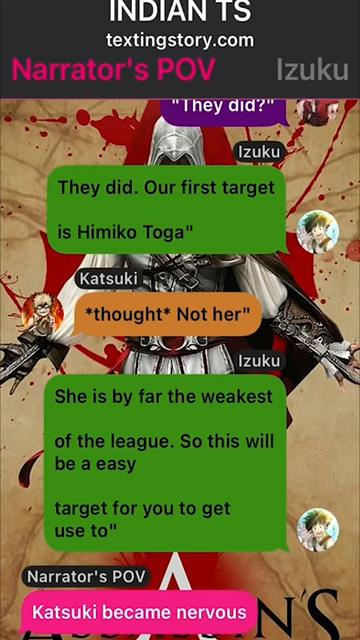 INDIAN TS
textingstory.com
Narrator's POV
Izuku
"They did?"
Izuku
They did. Our first target
is Himiko Toga"
Katsuki
*thought* Not her"
Izuku
She is by far the weakest
of the league. So this will
be a easy
target for you to get
use to"
Narrator's POV
Katsuki became nervous